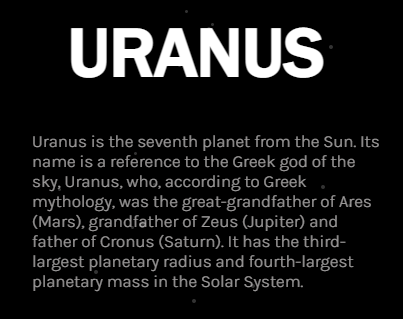 URANUS
Uranus is the seventh planet from the Sun. Its
name is a reference to the Greek god of the
sky, Uranus, who, according to Greek
mythology, was the great-grandfather of Ares
(Mars), grandfather of Zeus (Jupiter) and
father of Cronus (Saturn). It has the third-
largest planetary radius and fourth-largest
planetary mass in the Solar System.